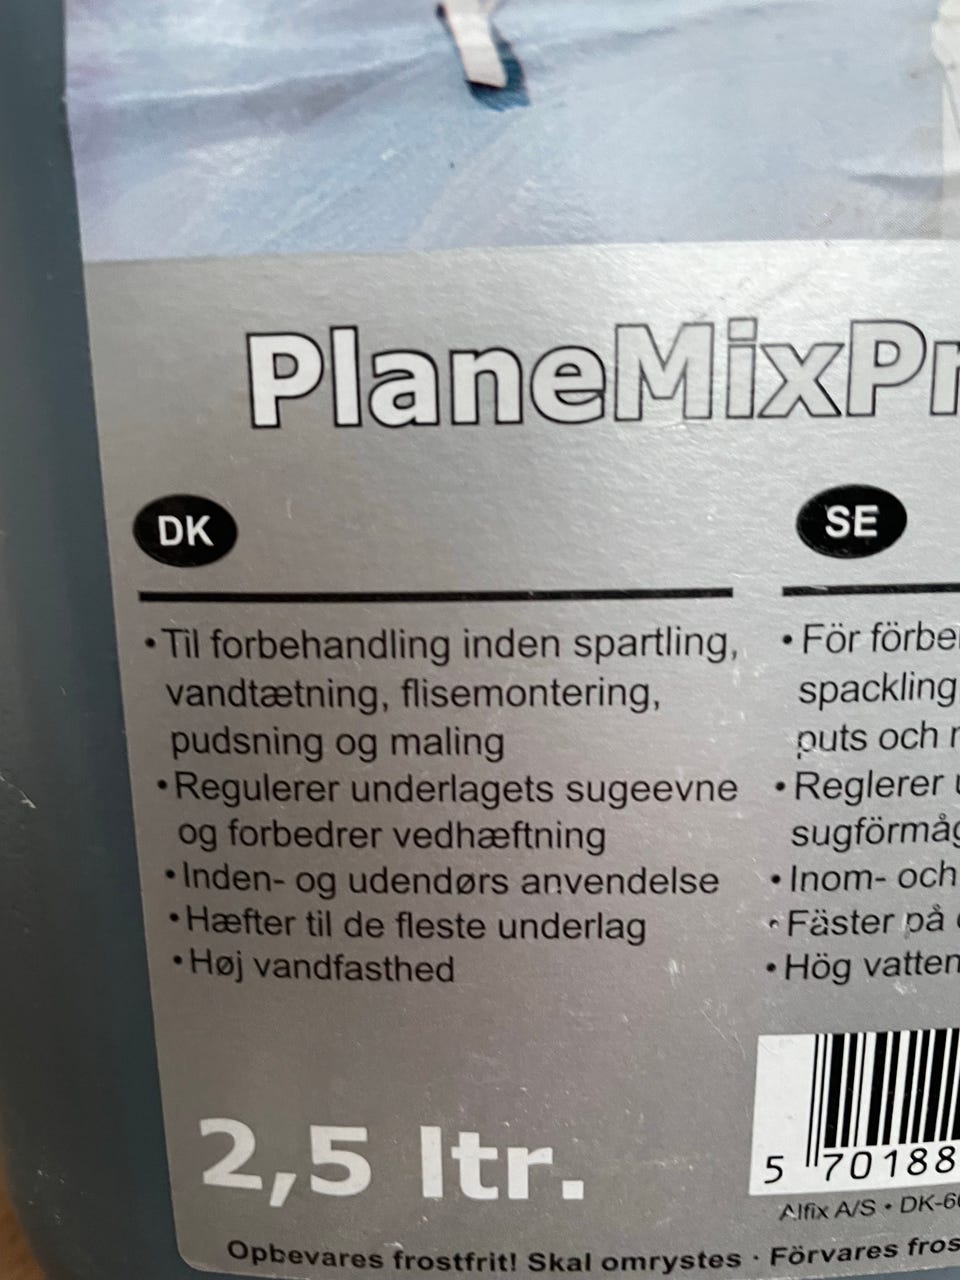 PlaneMixPr
DK
• Til forbehandling inden spartling,
vandtætning, flisemontering,
pudsning og maling
• Regulerer underlagets sugeevne
og forbedrer vedhæftning
• Inden- og udendørs anvendelse
• Hæfter til de fleste underlag
• Høj vandfasthed
SE
• För förbe
spackling
puts och
• Reglerer
sugförmåg
• Inom- och
• Fäster på
• Hög vatten
2,5 ltr.
5 70188
Alfix A/S • DK-60
Opbevares frostfrit! Skal omrystes · Förvares fros